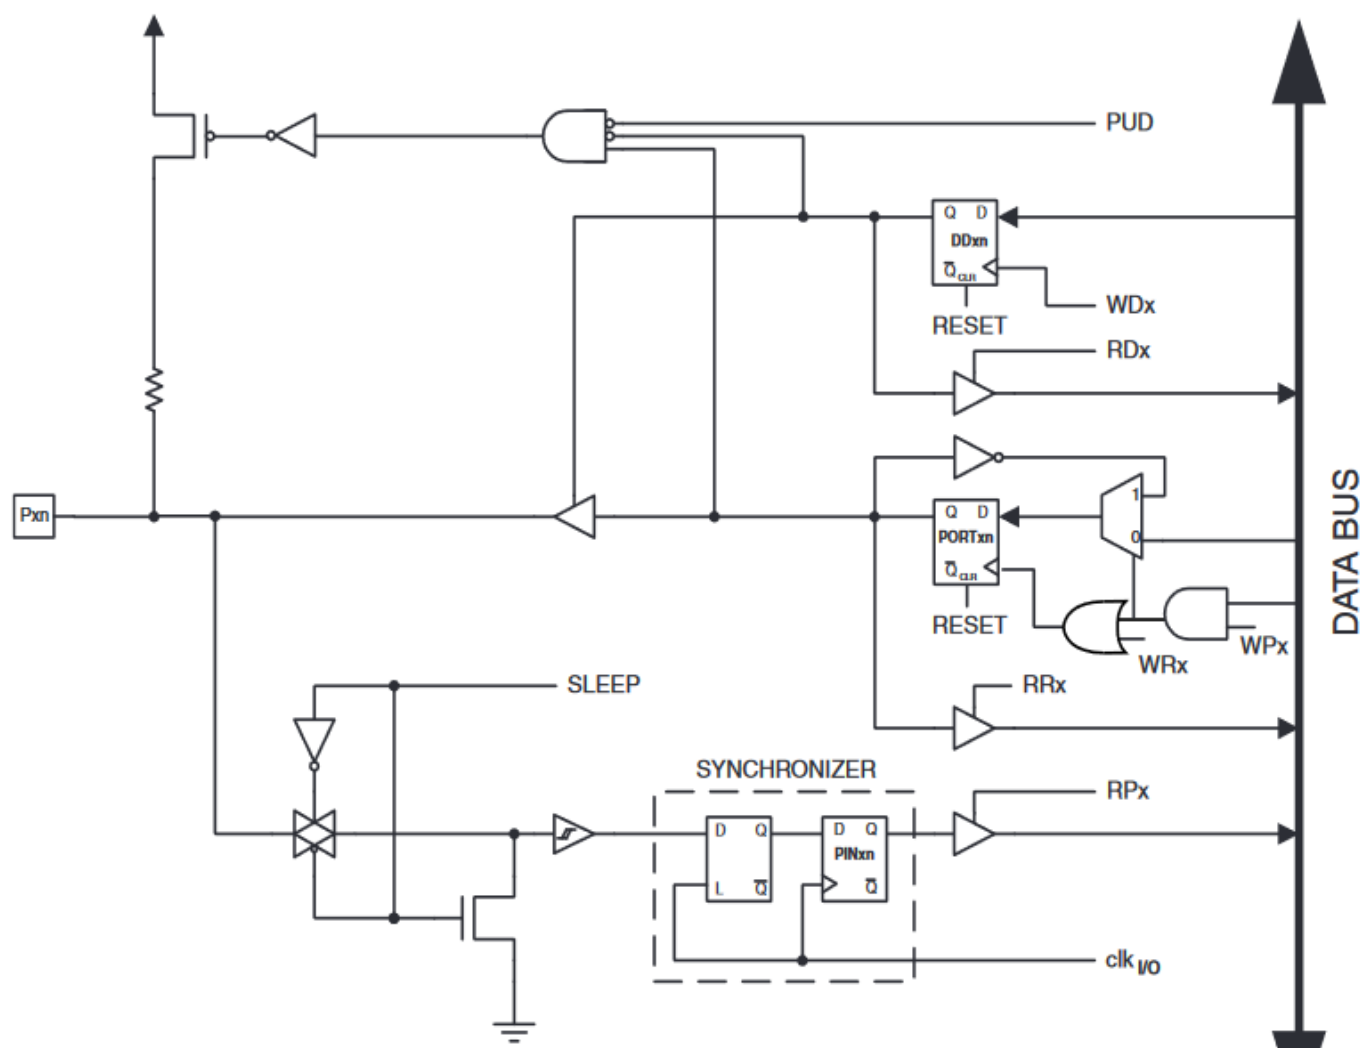 PUD
Q D
DDxn
Q CLR
WDx
RESET
RDx
Pxn
1
Q D
PORTxn
0
Q CLR
RESET
WRx
WPx
DATA BUS
SLEEP
RRx
SYNCHRONIZER
RPx
D Q
L Q
D Q
PINxn
Q
clk I/O